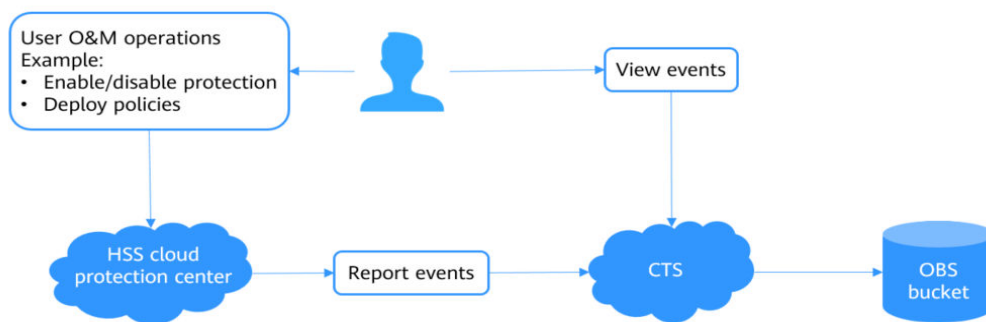 User O&M operations
Example:
• Enable/disable protection
• Deploy policies
View events
HSS cloud
protection center
Report events
CTS
OBS
bucket